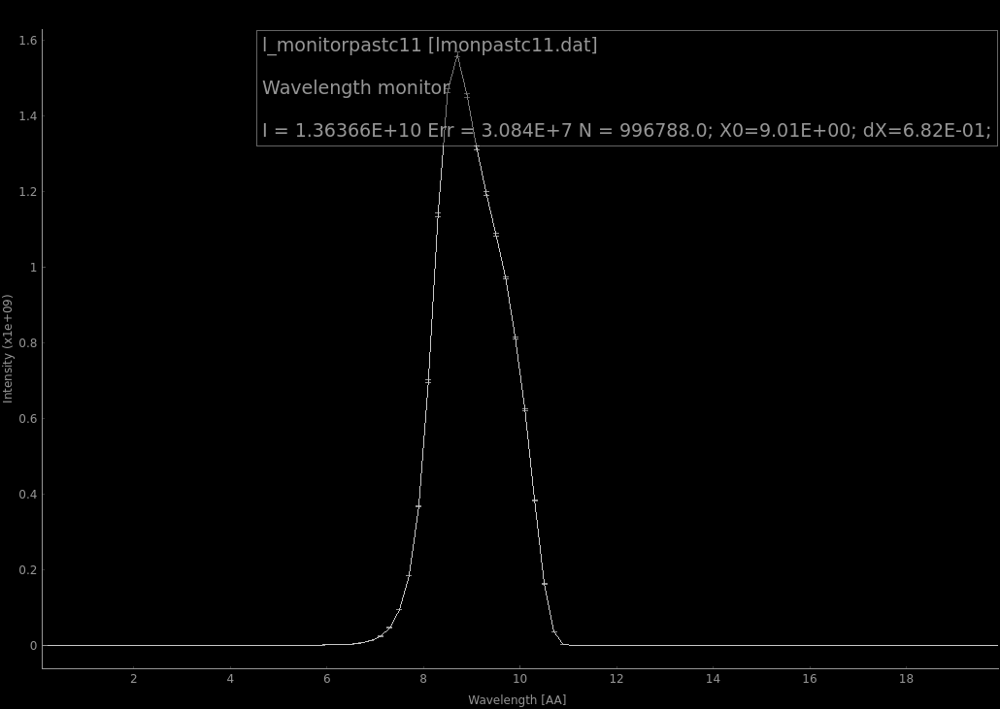 l_monitorpastc11 [lmonpastc11.dat]
Wavelength monitor
I = 1.36366E+10 Err = 3.084E+7 N = 996788.0; X0=9.01E+00; dX=6.82E-01;
1.6
1.4
1.2
1
0.8
0.6
0.4
0.2
0
Intensity (x1e+09)
2 4 6 8 10 12 14 16 18
Wavelength [AA]